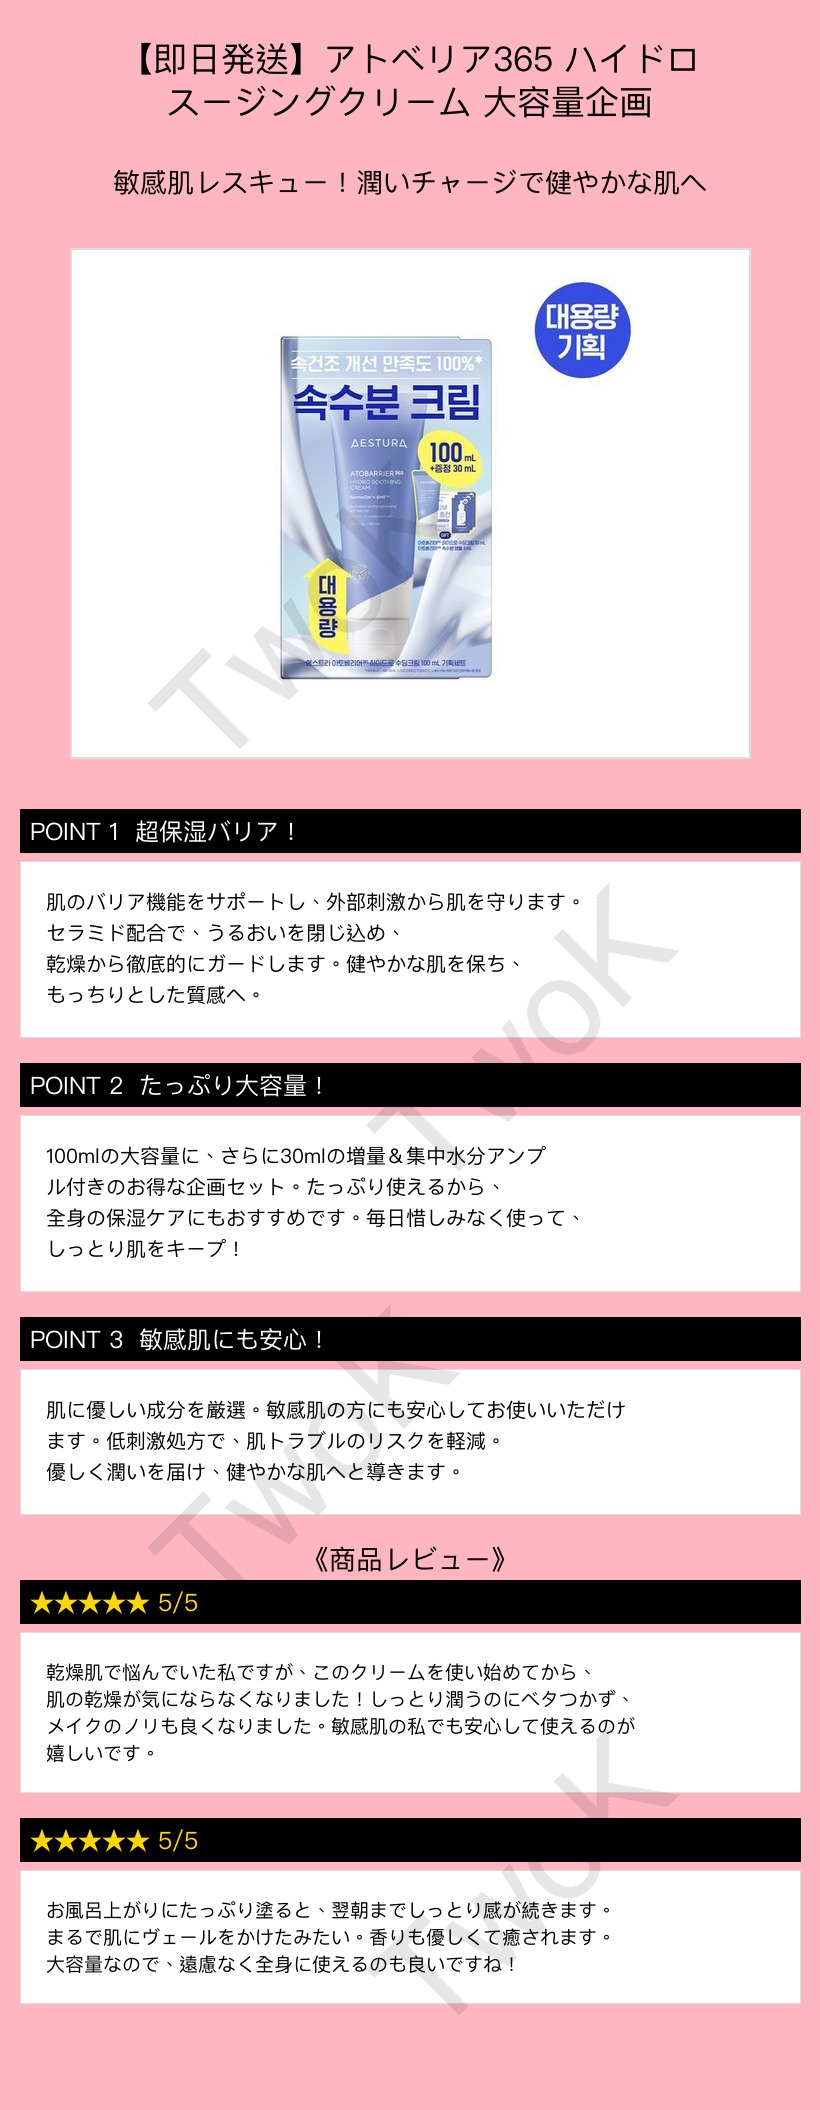 【即日発送】アトベリア365 ハイドロ
スージングクリーム 大容量企画
敏感肌レスキュー！潤いチャージで健やかな肌へ
대용량
기획
속건조 개선 만족도 100%*
속수분 크림
AESTURA
100 mL
+증정 30 mL
ATOBARRIER365
HYDRO SOOTHING
CREAM
GIFT
대용량
에스트라 아토베리어365 하이드로 수딩크림 100 mL 기획세트
TwoK
POINT 1 超保湿バリア！
肌のバリア機能をサポートし、外部刺激から肌を守ります。
セラミド配合で、うるおいを閉じ込め、
乾燥から徹底的にガードします。健やかな肌を保ち、
もっちりとした質感へ。
TwoK
POINT 2 たっぷり大容量！
100mlの大容量に、さらに30mlの増量＆集中水分アンプ
ル付きのお得な企画セット。たっぷり使えるから、
全身の保湿ケアにもおすすめです。毎日惜しみなく使って、
しっとり肌をキープ！
POINT 3 敏感肌にも安心！
肌に優しい成分を厳選。敏感肌の方にも安心してお使いいただけ
ます。低刺激処方で、肌トラブルのリスクを軽減。
優しく潤いを届け、健やかな肌へと導きます。
TwoK
《商品レビュー》
★★★★★ 5/5
乾燥肌で悩んでいた私ですが、このクリームを使い始めてから、
肌の乾燥が気にならなくなりました！しっとり潤うのにベタつかず、
メイクのノリも良くなりました。敏感肌の私でも安心して使えるのが
嬉しいです。
★★★★★ 5/5
お風呂上がりにたっぷり塗ると、翌朝までしっとり感が続きます。
まるで肌にヴェールをかけたみたい。香りも優しくて癒されます。
大容量なので、遠慮なく全身に使えるのも良いですね！
TwoK